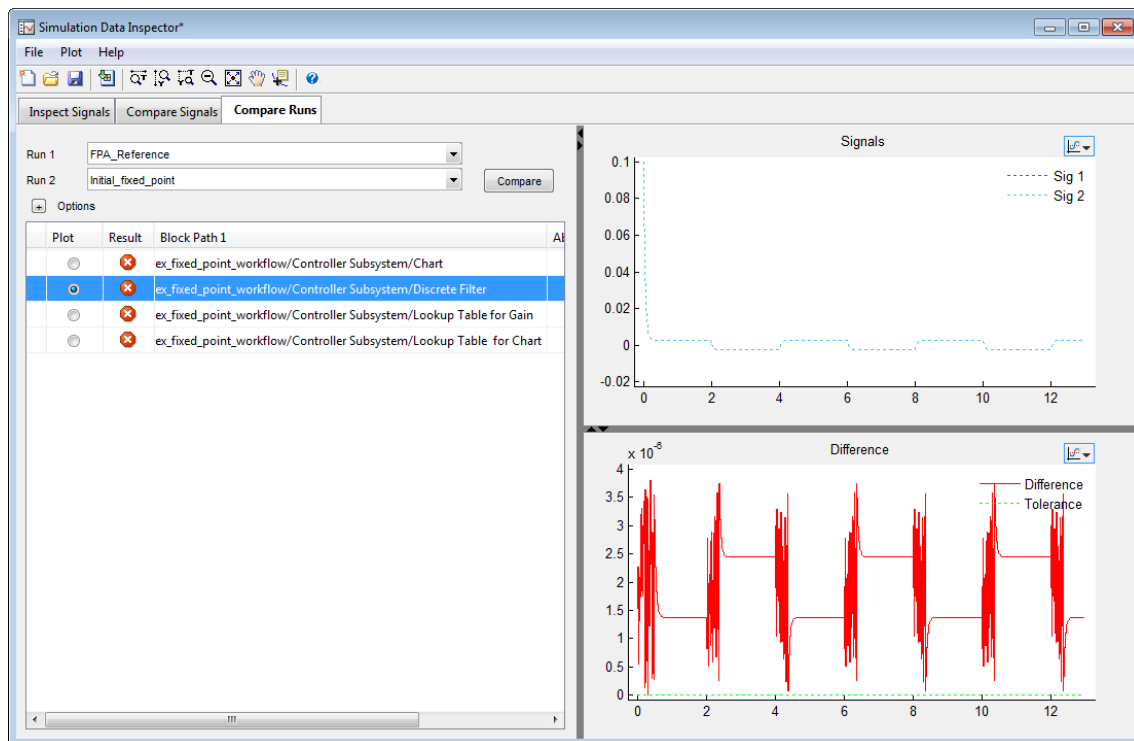 Simulation Data Inspector*
File Plot Help
Inspect Signals Compare Signals Compare Runs
Run 1 FPA_Reference
Run 2 Initial_fixed_point Compare
+ Options
Plot Result Block Path 1
ex_fixed_point_workflow/Controller Subsystem/Chart
ex_fixed_point_workflow/Controller Subsystem/Discrete Filter
ex_fixed_point_workflow/Controller Subsystem/Lookup Table for Gain
ex_fixed_point_workflow/Controller Subsystem/Lookup Table for Chart
Signals
Sig 1
Sig 2
0.1
0.08
0.06
0.04
0.02
0
-0.02
0 2 4 6 8 10 12
Difference
x 10^-6
Difference
Tolerance
4
3.5
3
2.5
2
1.5
1
0.5
0
0 2 4 6 8 10 12